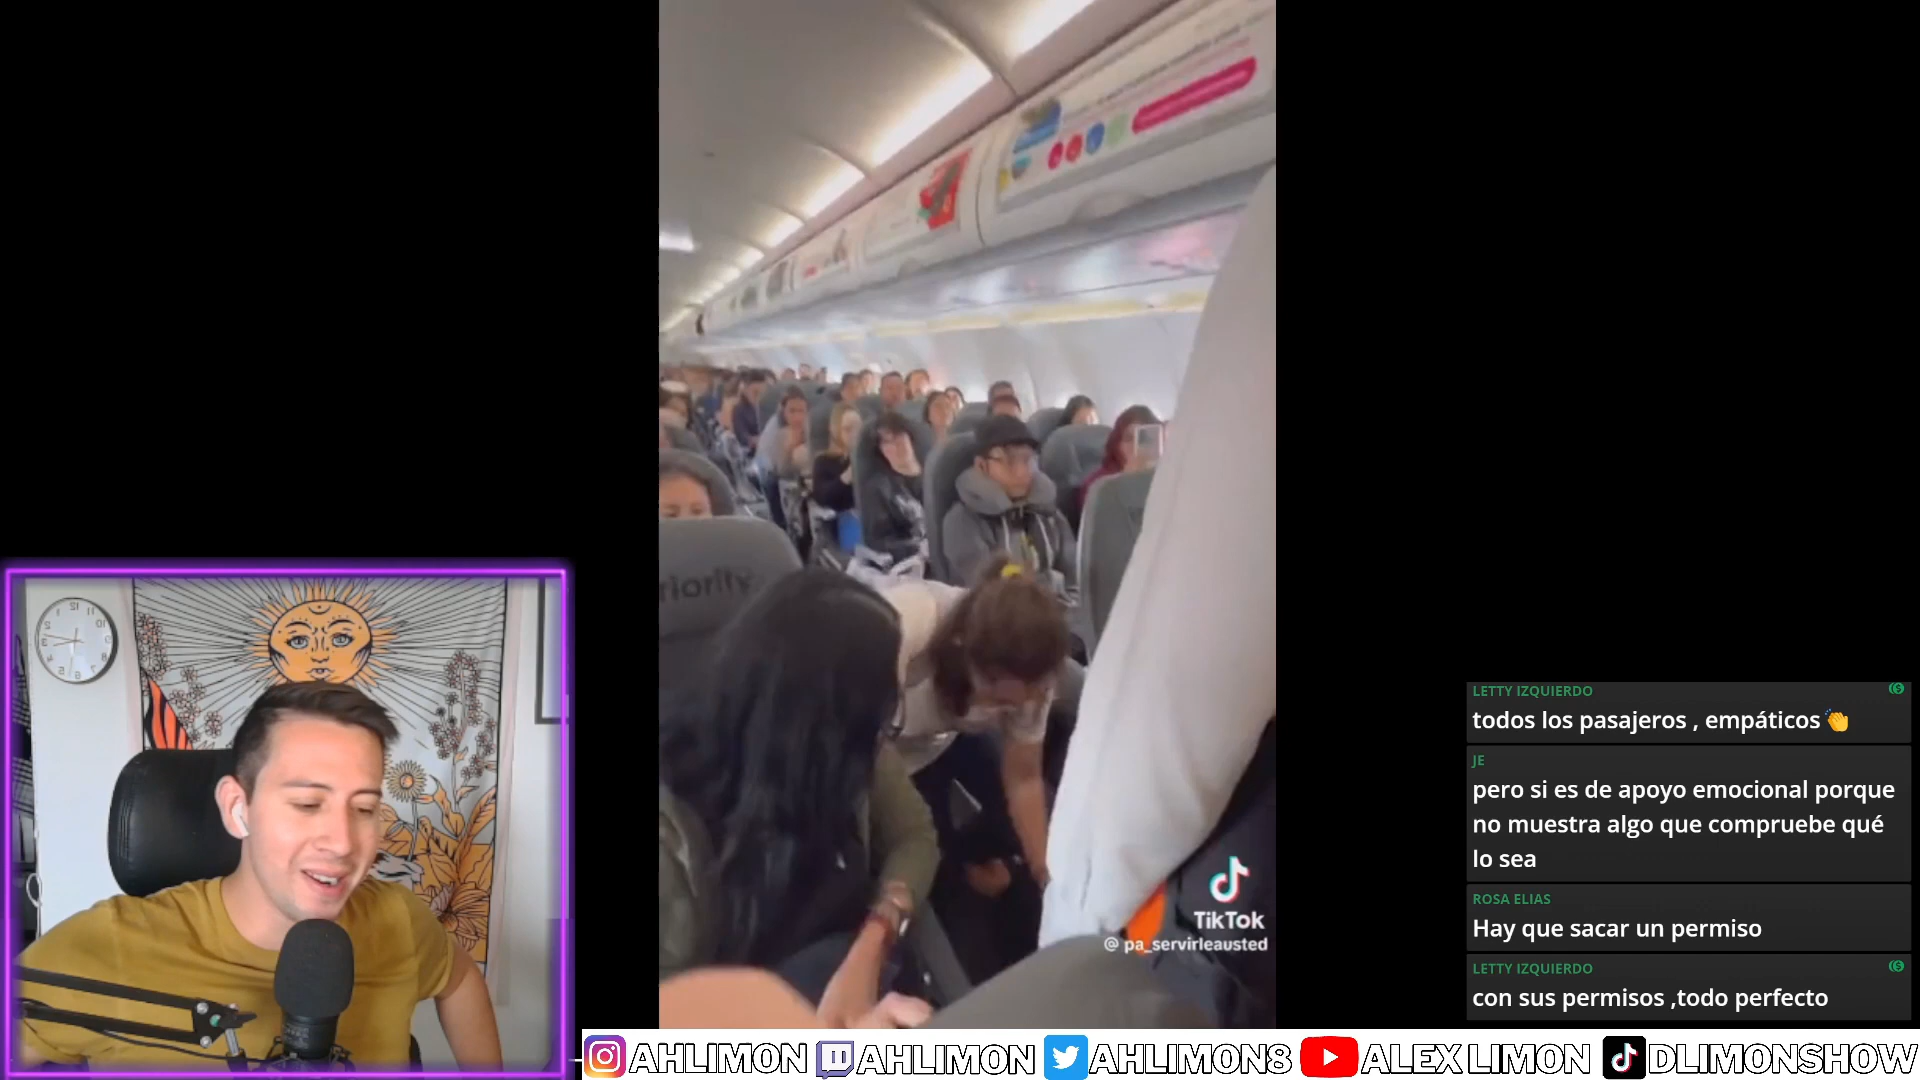 riority
TikTok
@ pa_servirleausted
LETTY IZQUIERDO
todos los pasajeros , empáticos👏
JE
pero si es de apoyo emocional porque
no muestra algo que compruebe qué
lo sea
ROSA ELIAS
Hay que sacar un permiso
LETTY IZQUIERDO
con sus permisos ,todo perfecto
AHLIMON AHLIMON AHLIMON8 ALEX LIMON DLIMONSHOW